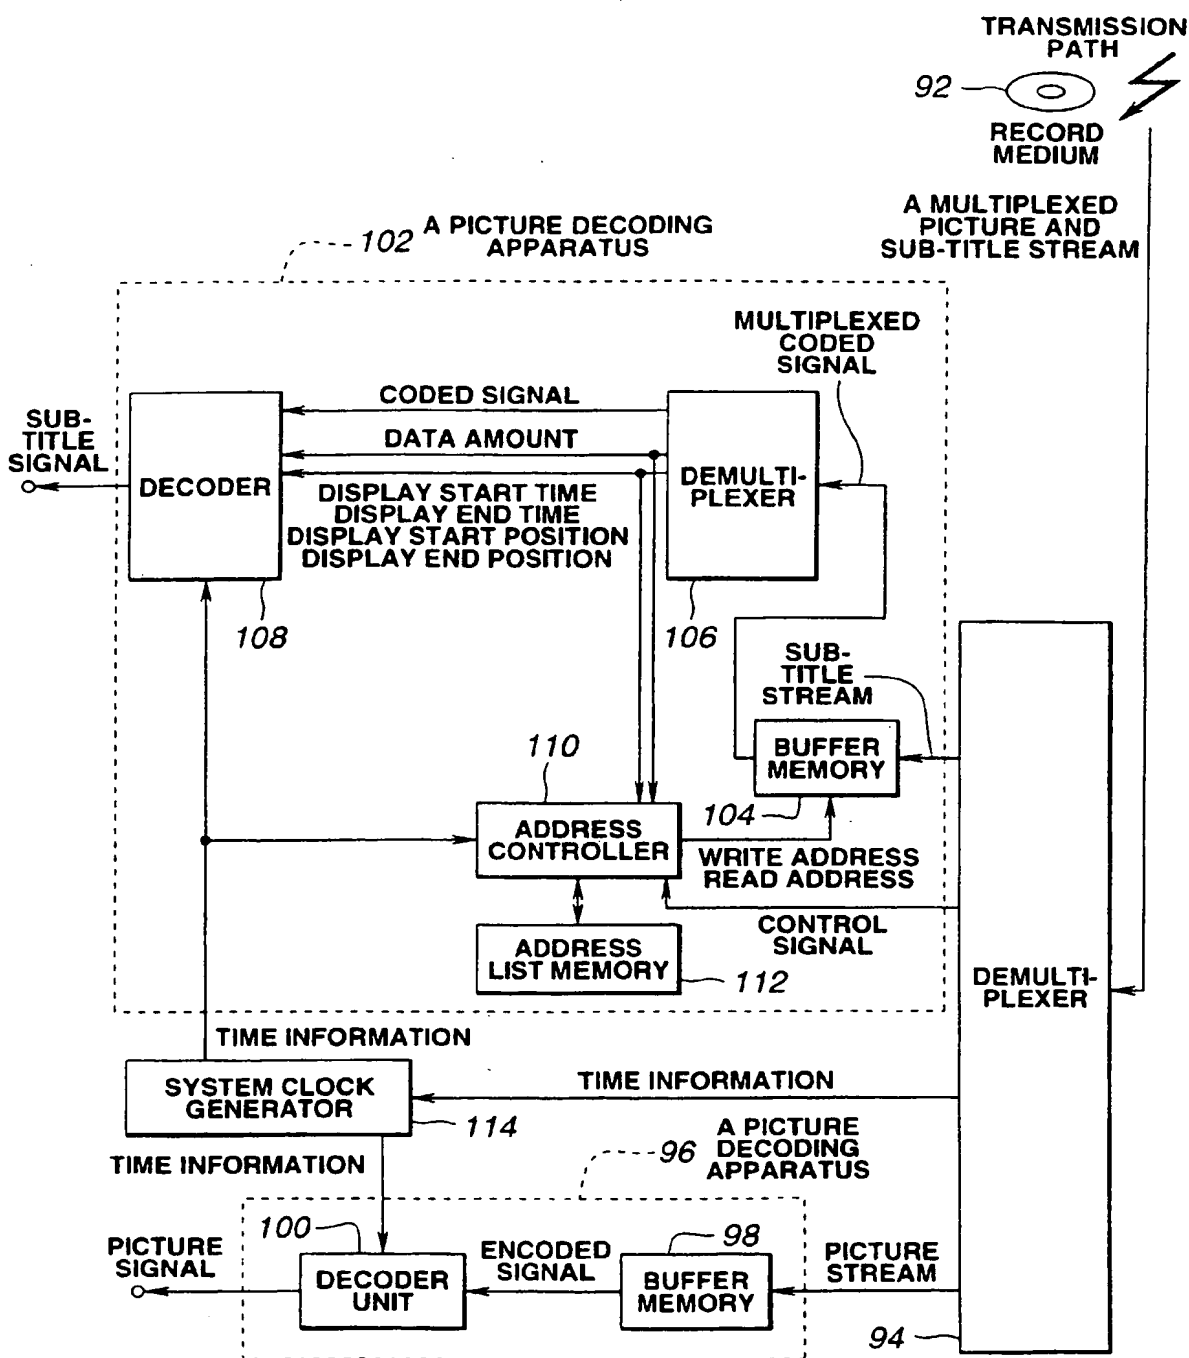 TRANSMISSION
PATH
92
RECORD
MEDIUM
A MULTIPLEXED
PICTURE AND
SUB-TITLE STREAM
102
A PICTURE DECODING
APPARATUS
MULTIPLEXED
CODED
SIGNAL
CODED SIGNAL
SUB-
TITLE
SIGNAL
DATA AMOUNT
DECODER
DEMULTI-
PLEXER
DISPLAY START TIME
DISPLAY END TIME
DISPLAY START POSITION
DISPLAY END POSITION
108
106
SUB-
TITLE
STREAM
110
BUFFER
MEMORY
104
ADDRESS
CONTROLLER
WRITE ADDRESS
READ ADDRESS
CONTROL
SIGNAL
ADDRESS
LIST MEMORY
112
DEMULTI-
PLEXER
TIME INFORMATION
SYSTEM CLOCK
GENERATOR
TIME INFORMATION
114
A PICTURE
DECODING
APPARATUS
96
TIME INFORMATION
100
98
PICTURE
SIGNAL
ENCODED
SIGNAL
PICTURE
STREAM
DECODER
UNIT
BUFFER
MEMORY
94